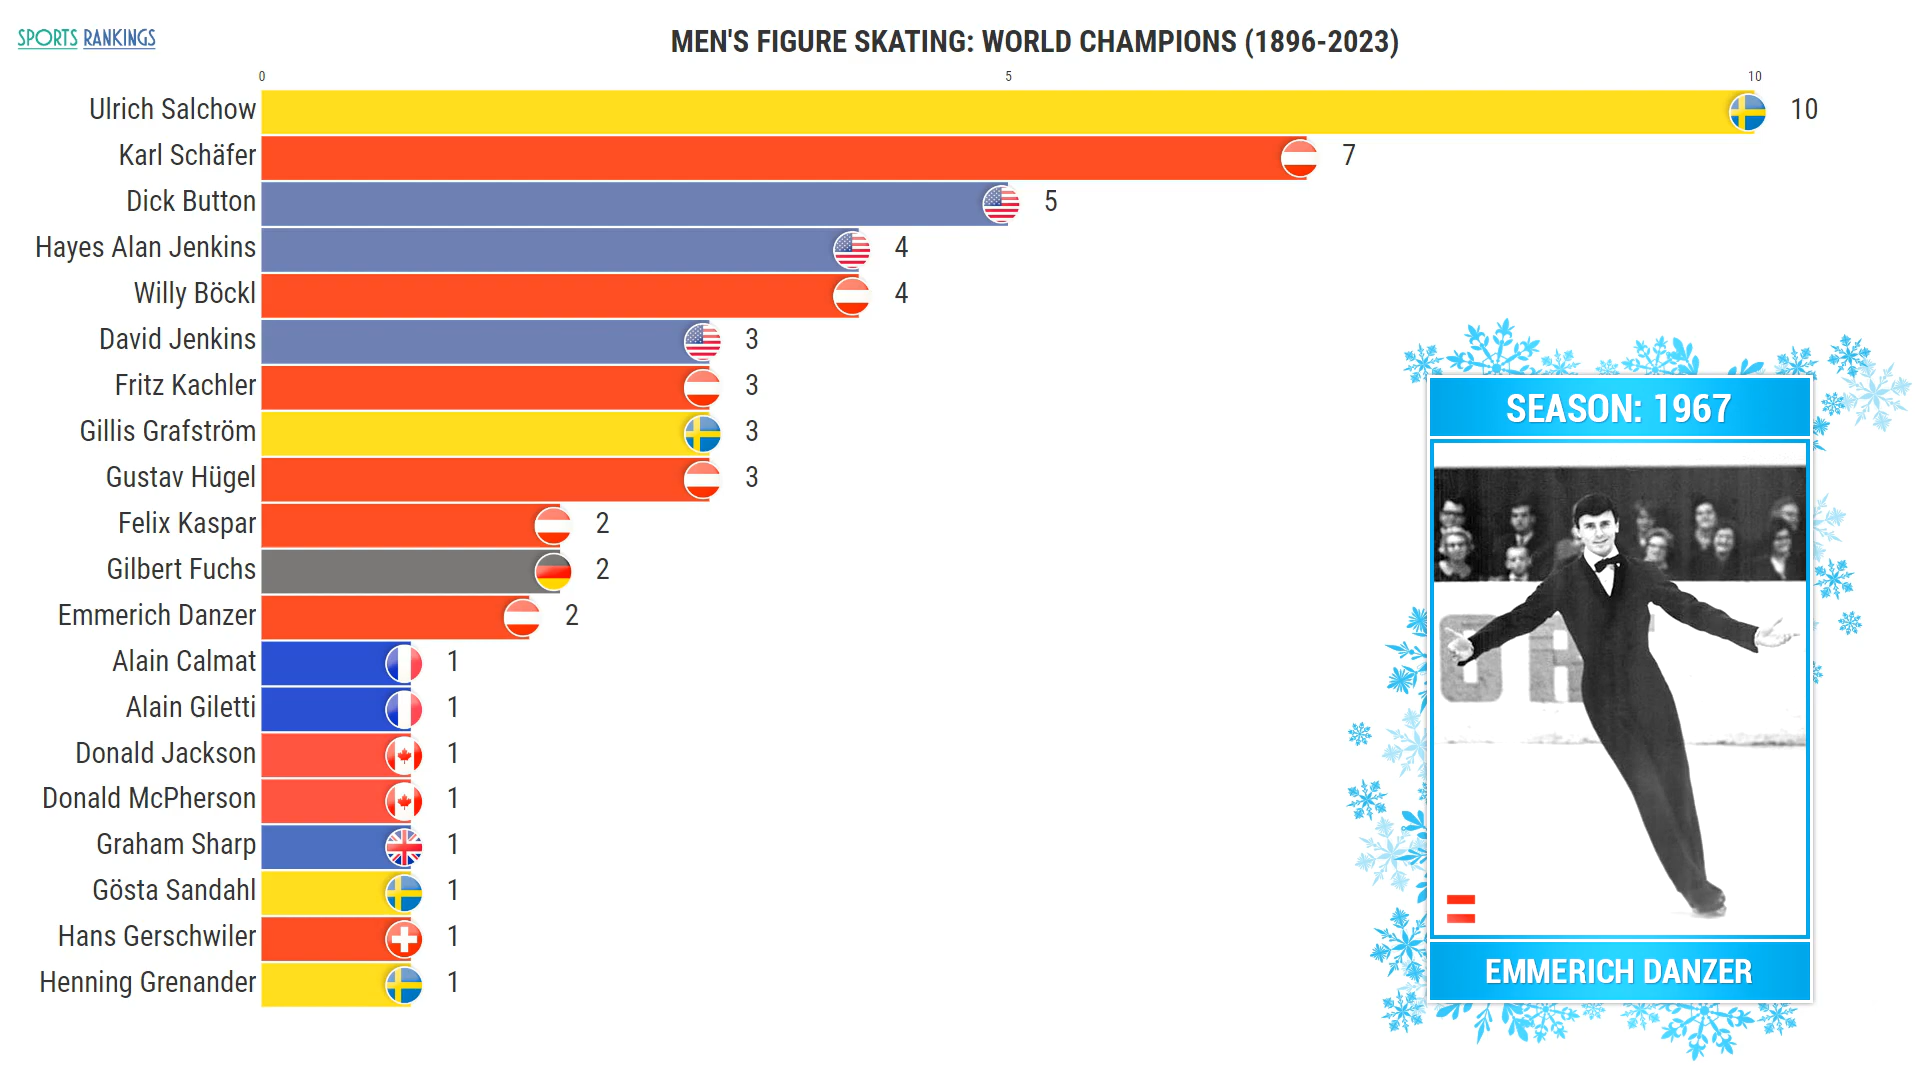 SPORTS RANKINGS
MEN'S FIGURE SKATING: WORLD CHAMPIONS (1896-2023)
0 5 10
Ulrich Salchow 10
Karl Schäfer 7
Dick Button 5
Hayes Alan Jenkins 4
Willy Böckl 4
David Jenkins 3
Fritz Kachler 3
Gillis Grafström 3
Gustav Hügel 3
Felix Kaspar 2
Gilbert Fuchs 2
Emmerich Danzer 2
Alain Calmat 1
Alain Giletti 1
Donald Jackson 1
Donald McPherson 1
Graham Sharp 1
Gösta Sandahl 1
Hans Gerschwiler 1
Henning Grenander 1
SEASON: 1967
EMMERICH DANZER